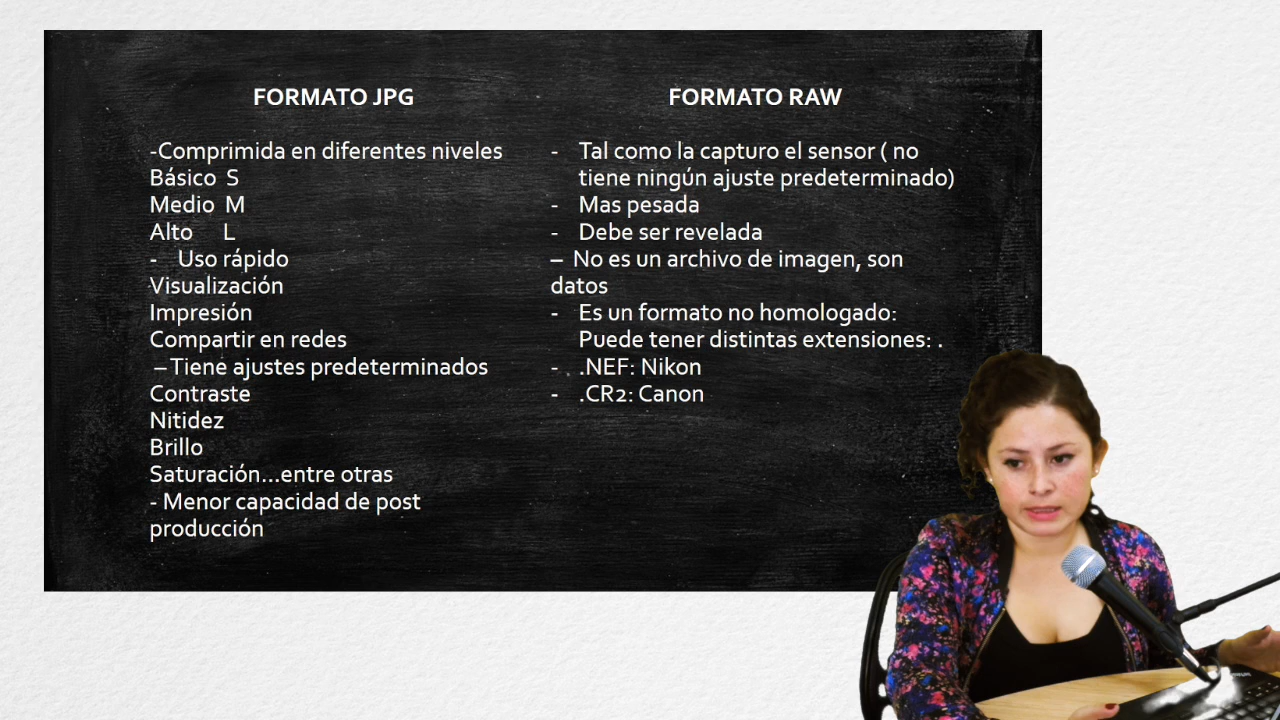 FORMATO JPG
-Comprimida en diferentes niveles
Básico S
Medio M
Alto L
- Uso rápido
Visualización
Impresión
Compartir en redes
– Tiene ajustes predeterminados
Contraste
Nitidez
Brillo
Saturación...entre otras
- Menor capacidad de post
producción
FORMATO RAW
- Tal como la capturo el sensor ( no
tiene ningún ajuste predeterminado)
- Mas pesada
- Debe ser revelada
– No es un archivo de imagen, son
datos
- Es un formato no homologado:
Puede tener distintas extensiones: .
- .NEF: Nikon
- .CR2: Canon